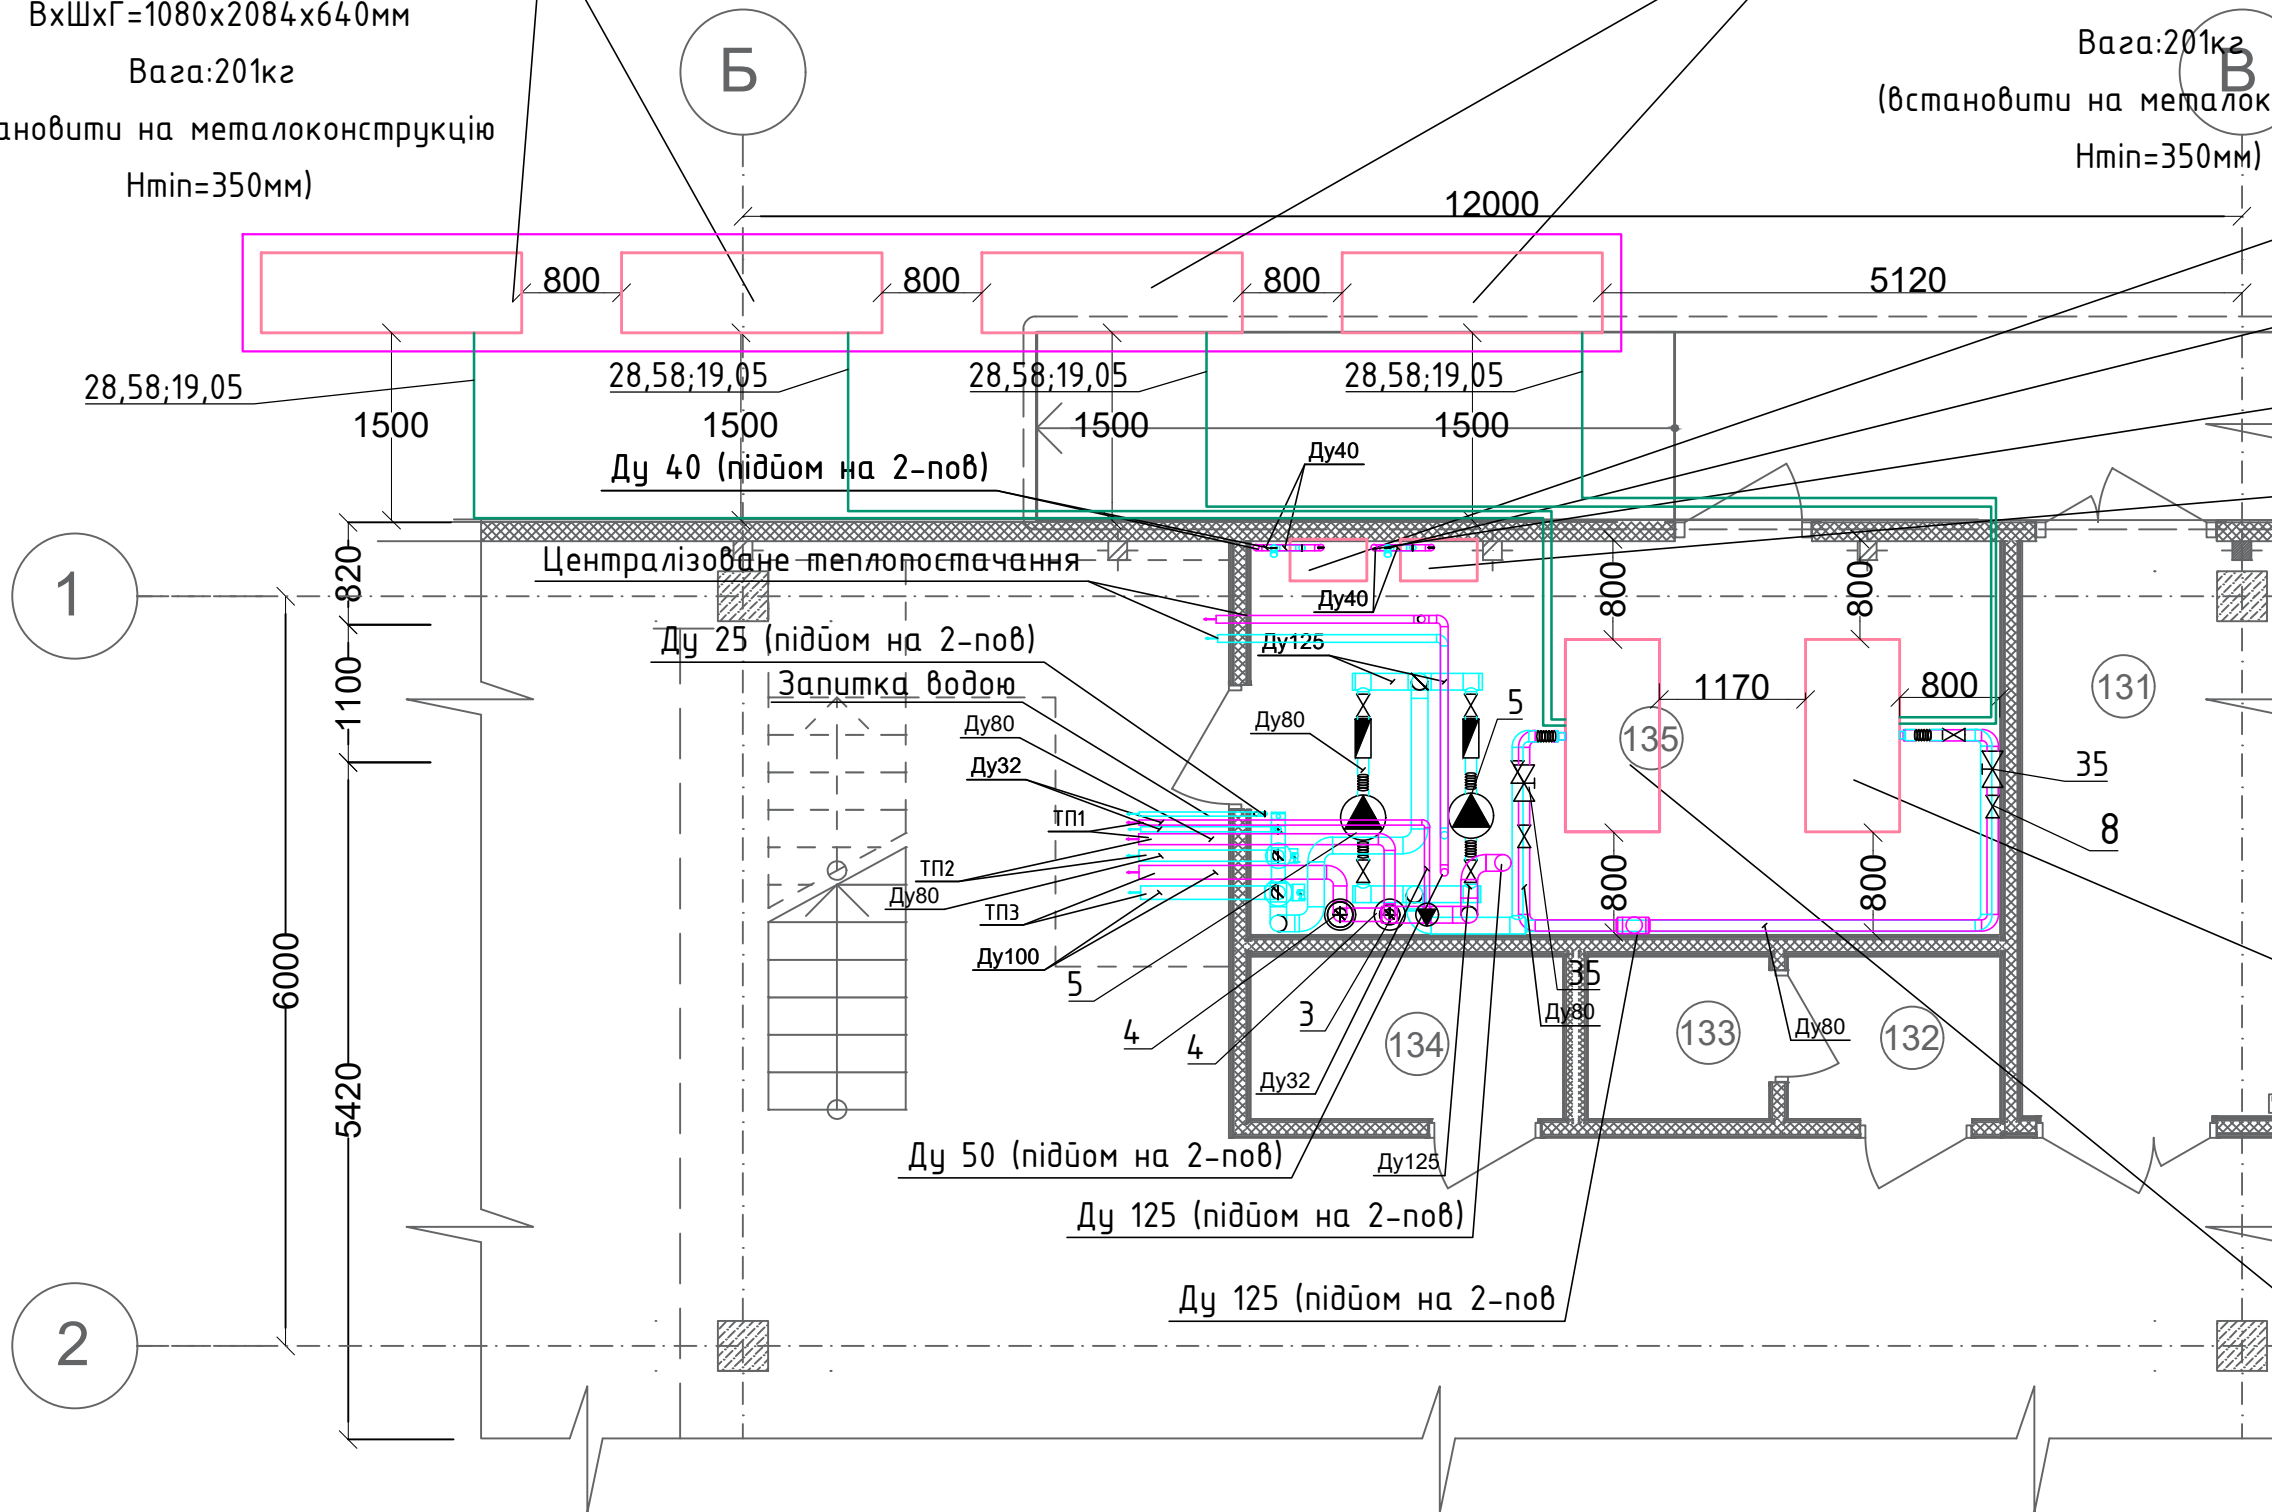 ВхШхГ=1080х2084х640мм
Вага:201кг
ановити на металоконструкцію
Hmin=350мм)
Б
Вага:201кг
В
(встановити на металок
Hmin=350мм)
12000
800
800
800
5120
28,58;19,05
28,58;19,05
28,58;19,05
28,58;19,05
1500
1500
1500
1500
Ду 40 (підйом на 2-пов)
Ду40
Централізоване теплопостачання
Ду40
1
820
1100
6000
5420
800
800
Ду 25 (підйом на 2-пов)
Ду125
Запитка водою
Ду80
Ду80
5
1170
800
135
131
Ду32
35
ТП1
8
ТП2
Ду80
800
800
ТП3
Ду100
5
35
3
Ду80
4
4
134
133
Ду80
132
Ду32
Ду 50 (підйом на 2-пов)
Ду125
Ду 125 (підйом на 2-пов)
Ду 125 (підйом на 2-пов
2